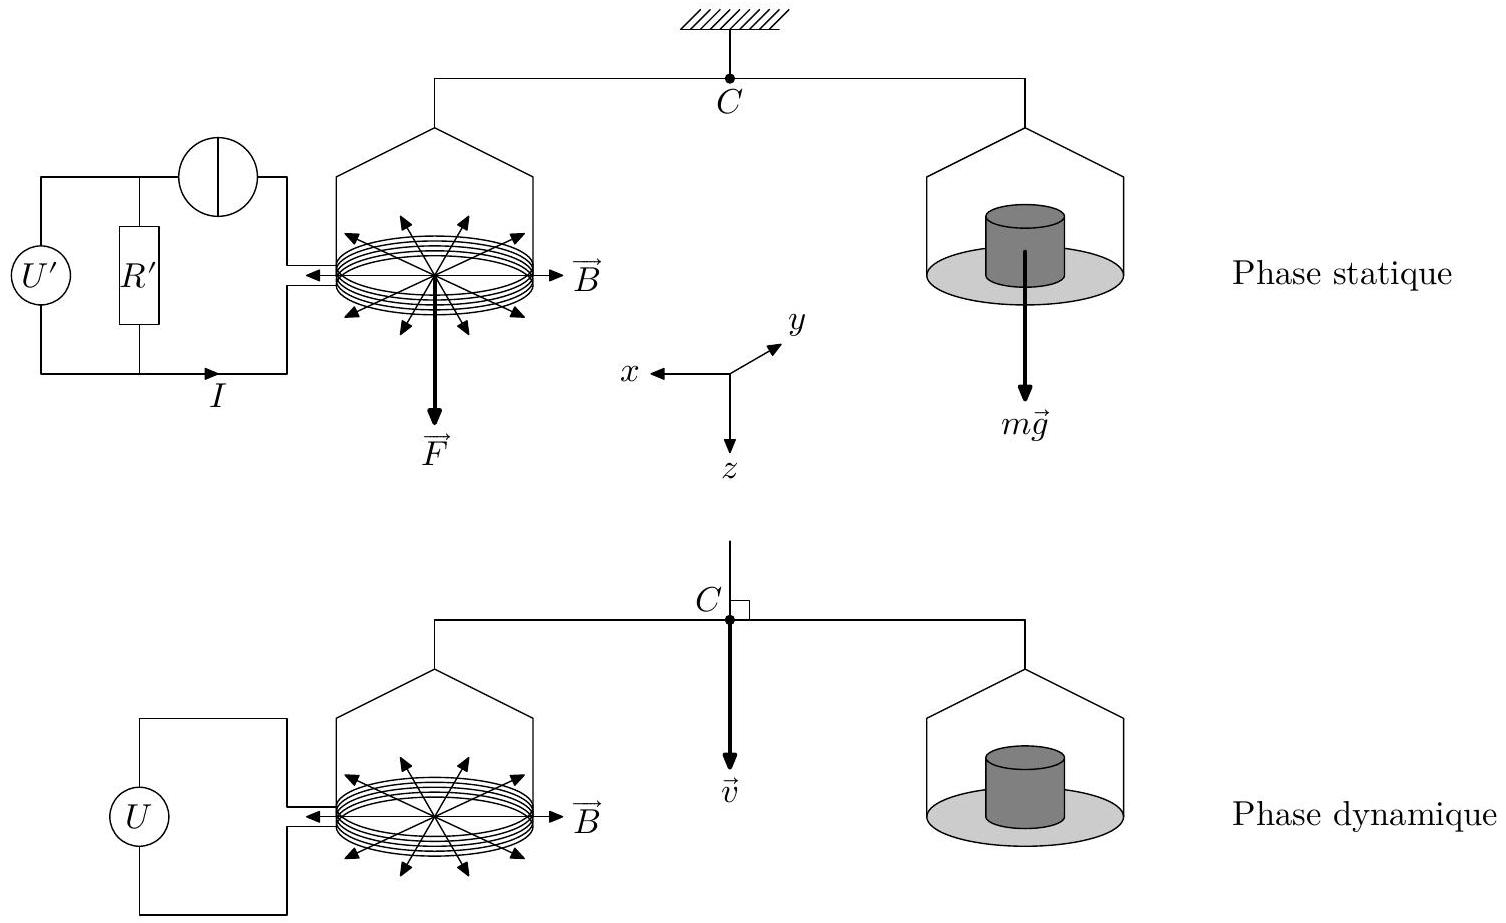 C
U′
R′
B⃗
Phase statique
y
x
I
mg⃗
F⃗
z
C
v⃗
U
B⃗
Phase dynamique